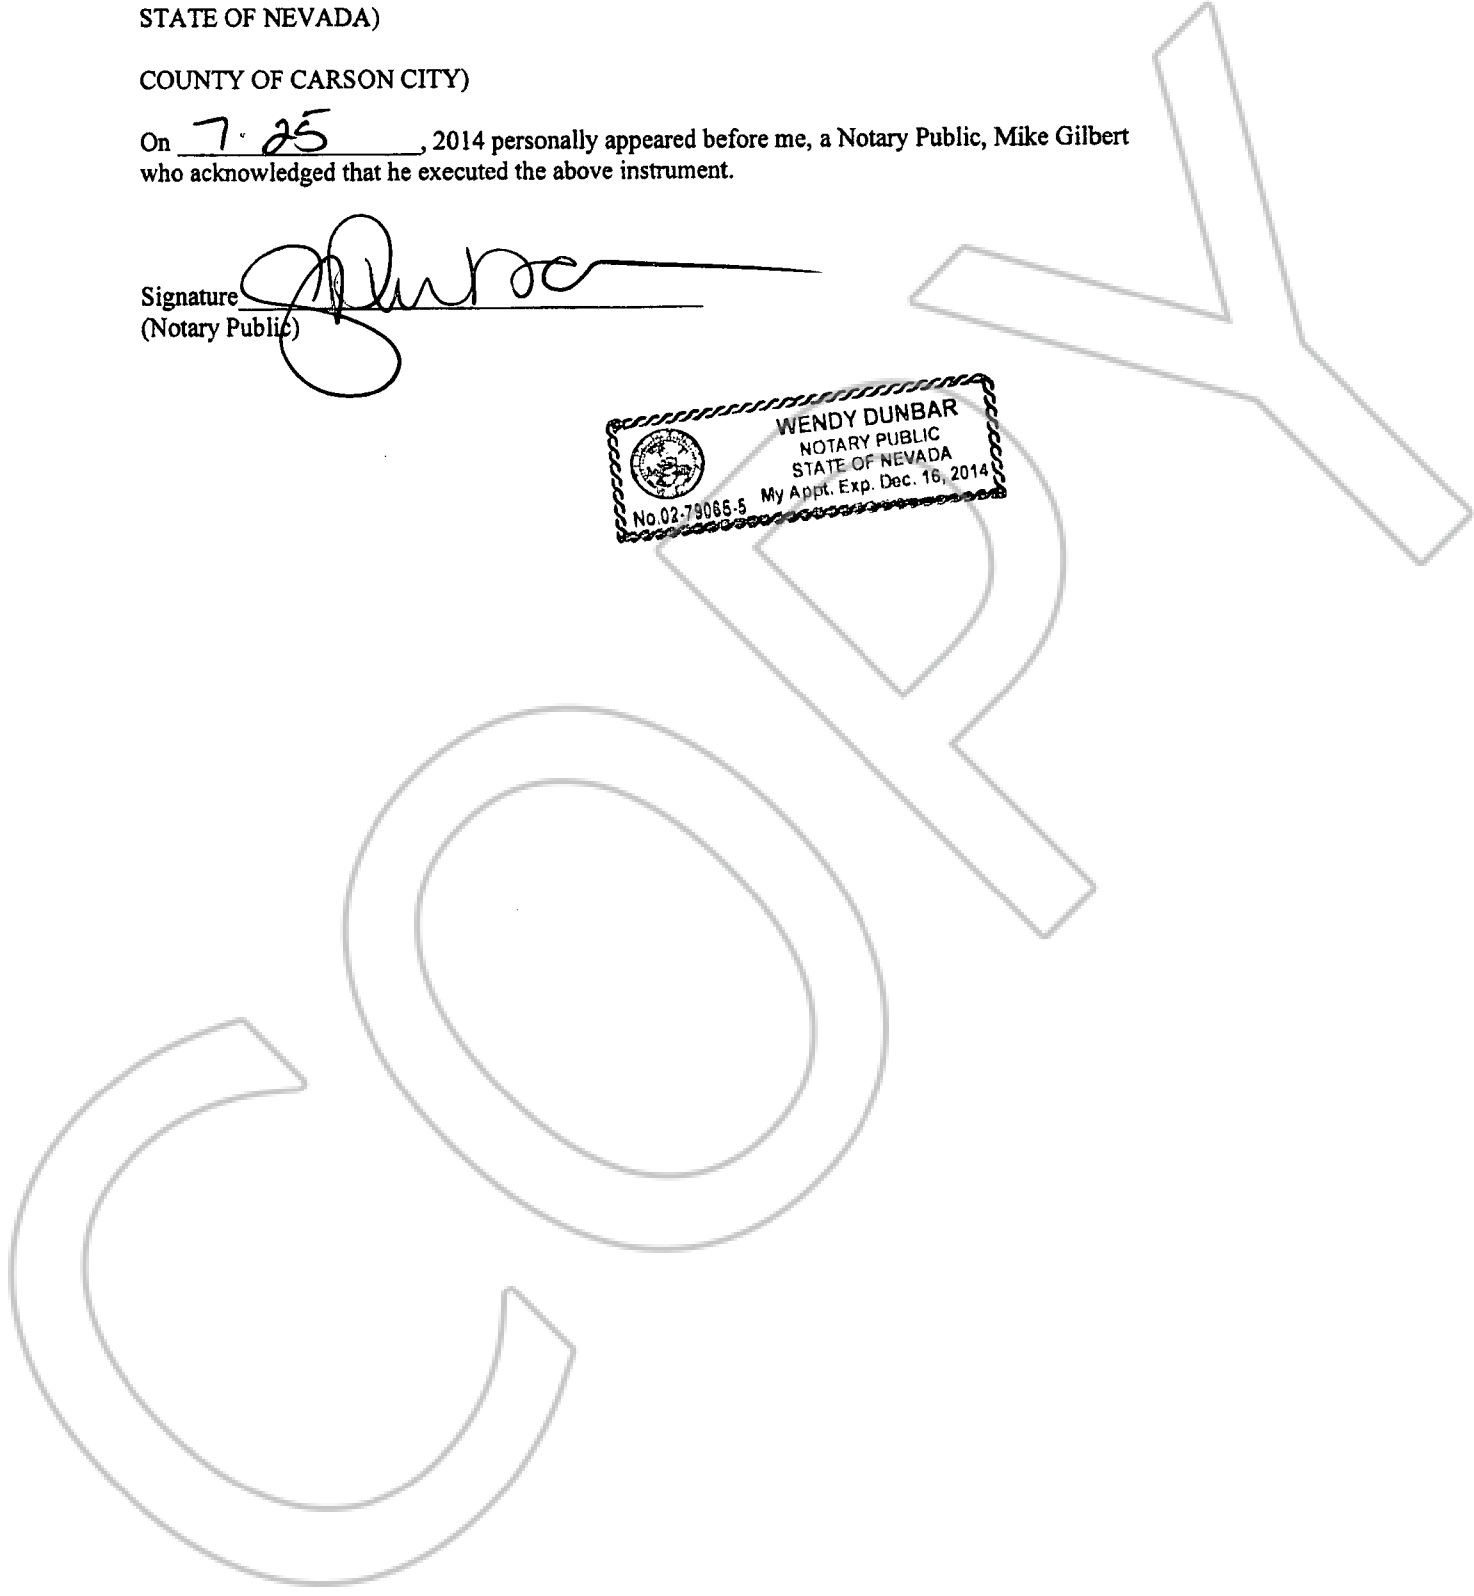 STATE OF NEVADA)
COUNTY OF CARSON CITY)
On 7·25, 2014 personally appeared before me, a Notary Public, Mike Gilbert
who acknowledged that he executed the above instrument.
Signature
(Notary Public)
WENDY DUNBAR
NOTARY PUBLIC
STATE OF NEVADA
My Appt. Exp. Dec. 16, 2014
No.02-79065-5
COPY